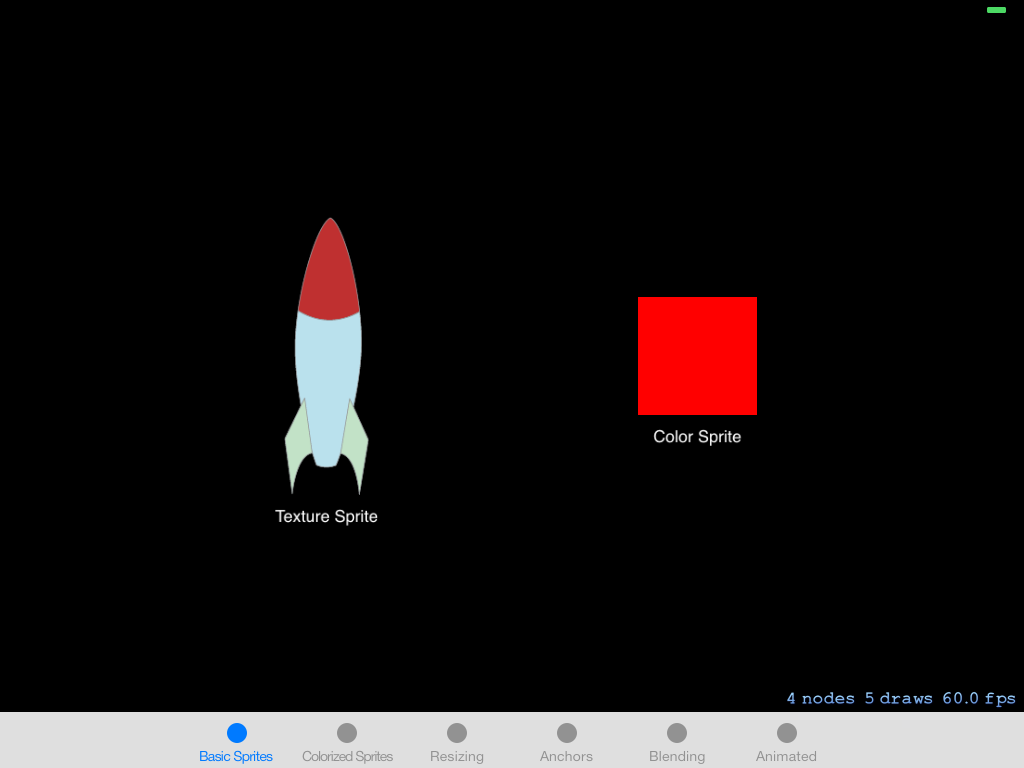 Color Sprite
Texture Sprite
4 nodes 5 draws 60.0 fps
Basic Sprites
Colorized Sprites
Resizing
Anchors
Blending
Animated